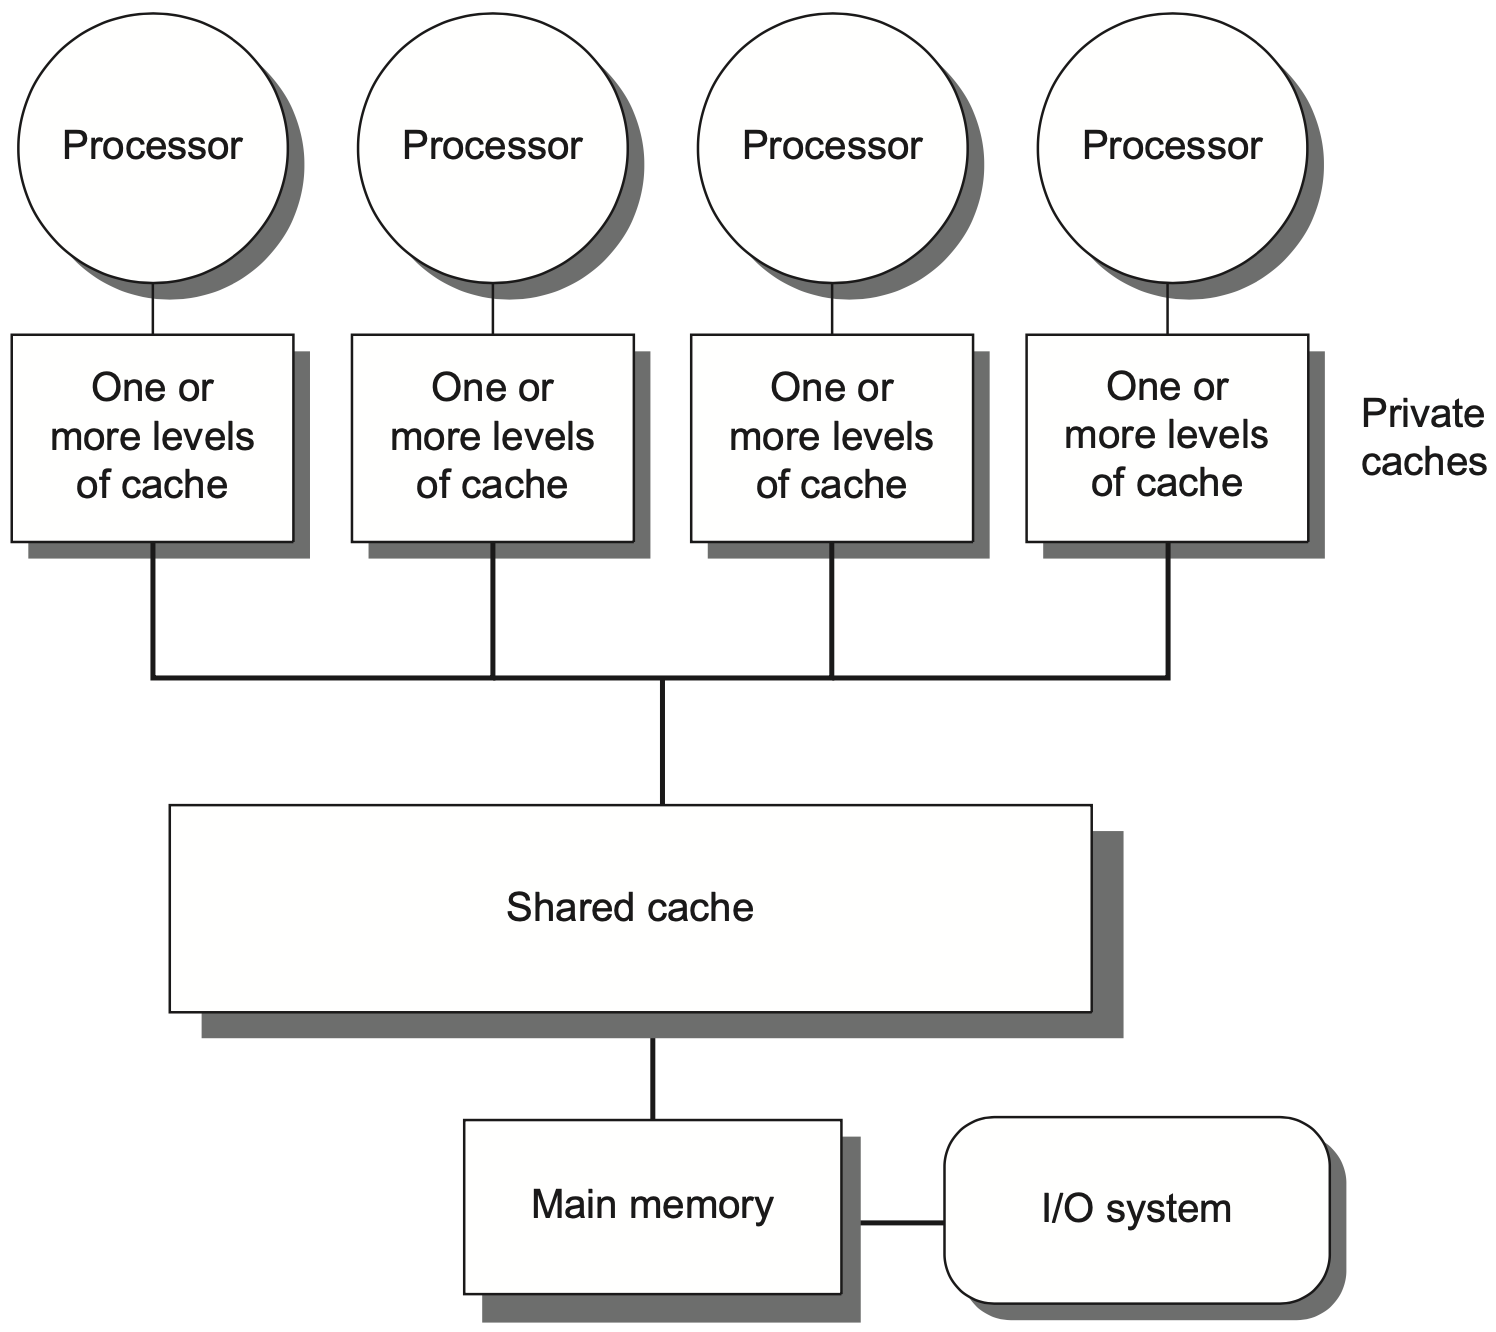 Processor
Processor
Processor
Processor
One or
more levels
of cache
One or
more levels
of cache
One or
more levels
of cache
One or
more levels
of cache
Private
caches
Shared cache
Main memory
I/O system